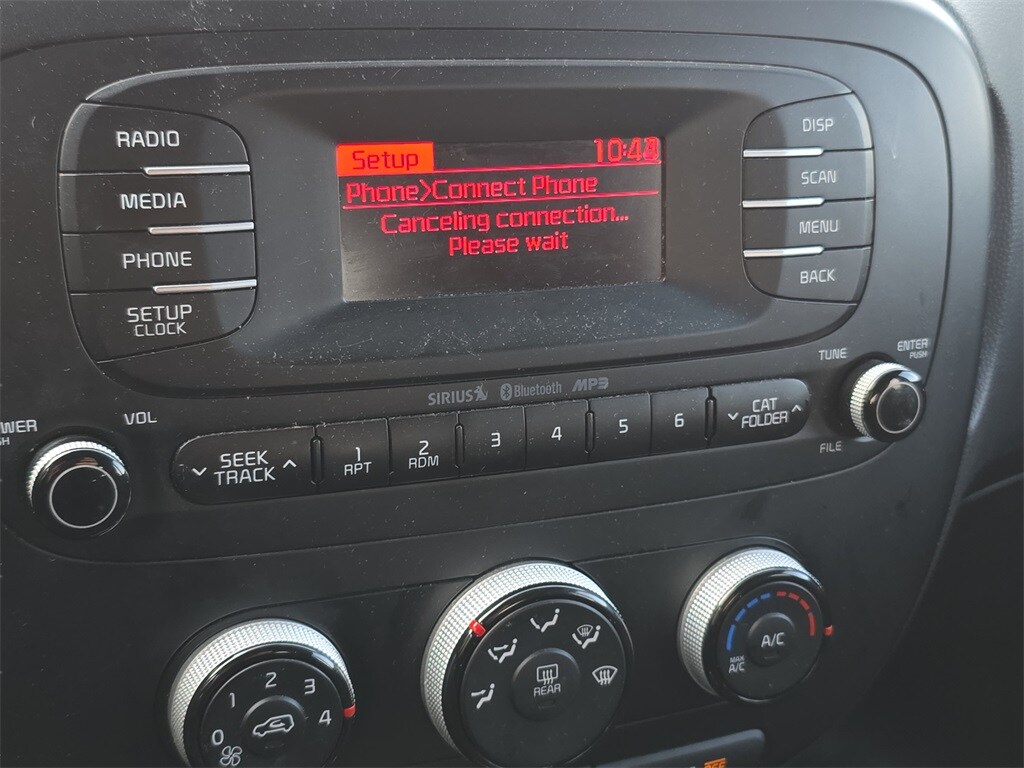 RADIO
MEDIA
PHONE
SETUP
CLOCK
Setup
Phone>Connect Phone
Canceling connection...
Please wait
DISP
SCAN
MENU
BACK
TUNE
ENTER
PUSH
SIRIUS
Bluetooth
MP3
VOL
SEEK
TRACK
1
RPT
2
RDM
3
4
5
6
CAT
FOLDER
FILE
0
1
2
3
4
REAR
MAX
A/C
A/C